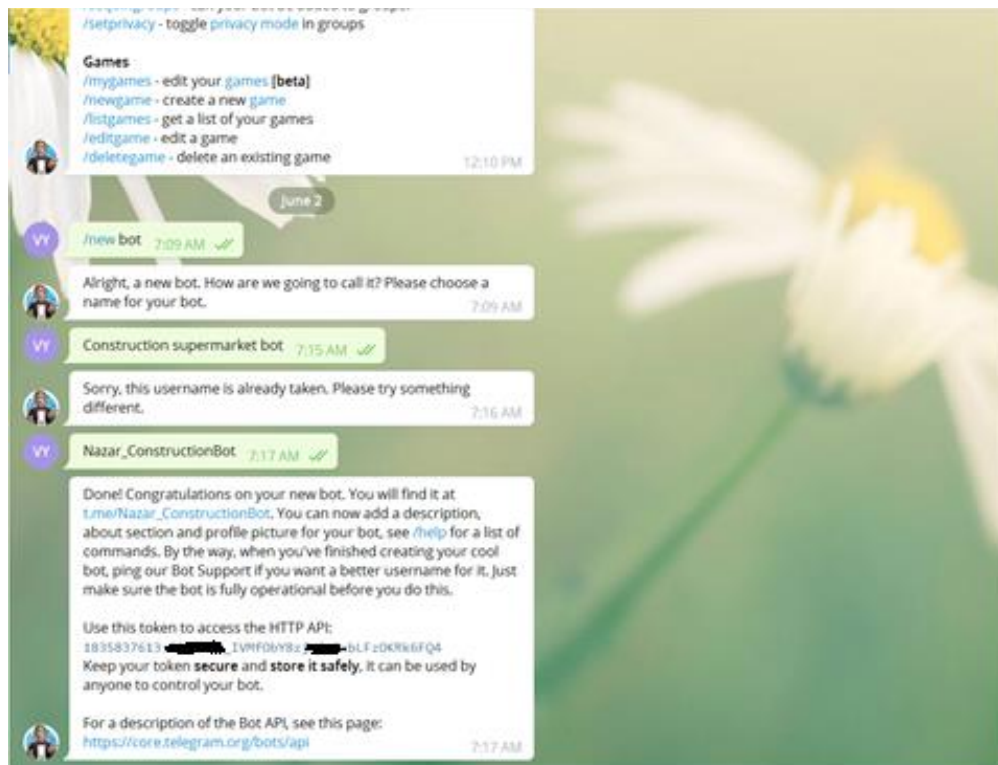 /setprivacy - toggle privacy mode in groups
Games
/mygames - edit your games [beta]
/newgame - create a new game
/listgames - get a list of your games
/editgame - edit a game
/deletegame - delete an existing game
12:10 PM
June 2
VY
/new bot 7:09 AM
Alright, a new bot. How are we going to call it? Please choose a
name for your bot.
7:09 AM
VY
Construction supermarket bot 7:15 AM
Sorry, this username is already taken. Please try something
different.
7:16 AM
VY
Nazar_ConstructionBot 7:17 AM
Done! Congratulations on your new bot. You will find it at
t.me/Nazar_ConstructionBot. You can now add a description,
about section and profile picture for your bot, see /help for a list of
commands. By the way, when you've finished creating your cool
bot, ping our Bot Support if you want a better username for it. Just
make sure the bot is fully operational before you do this.
Use this token to access the HTTP API:
1835837613
Keep your token secure and store it safely, it can be used by
anyone to control your bot.
For a description of the Bot API, see this page:
https://core.telegram.org/bots/api
7:17 AM